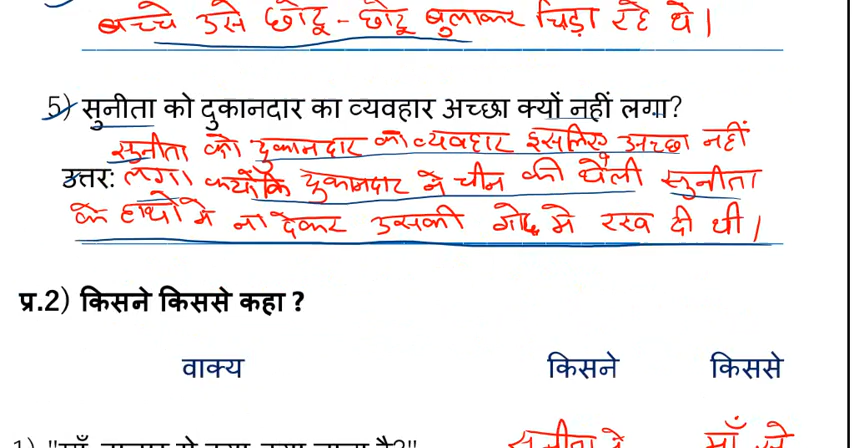 बच्चे उसे छोटू - छोटू बुलाकर चिड़ा रहे थे।
5) सुनीता को दुकानदार का व्यवहार अच्छा क्यों नहीं लगा?
सुनीता को दुकानदार का व्यवहार इसलिए अच्छा नहीं
उत्तर: लगा। क्योंकि दुकानदार ने चीन की थैली सुनीता
के हाथो मे ना देकर उसकी गोद मे रख दी थी।
प्र.2) किसने किससे कहा ?
वाक्य किसने किससे
सुनीता ने माँ से